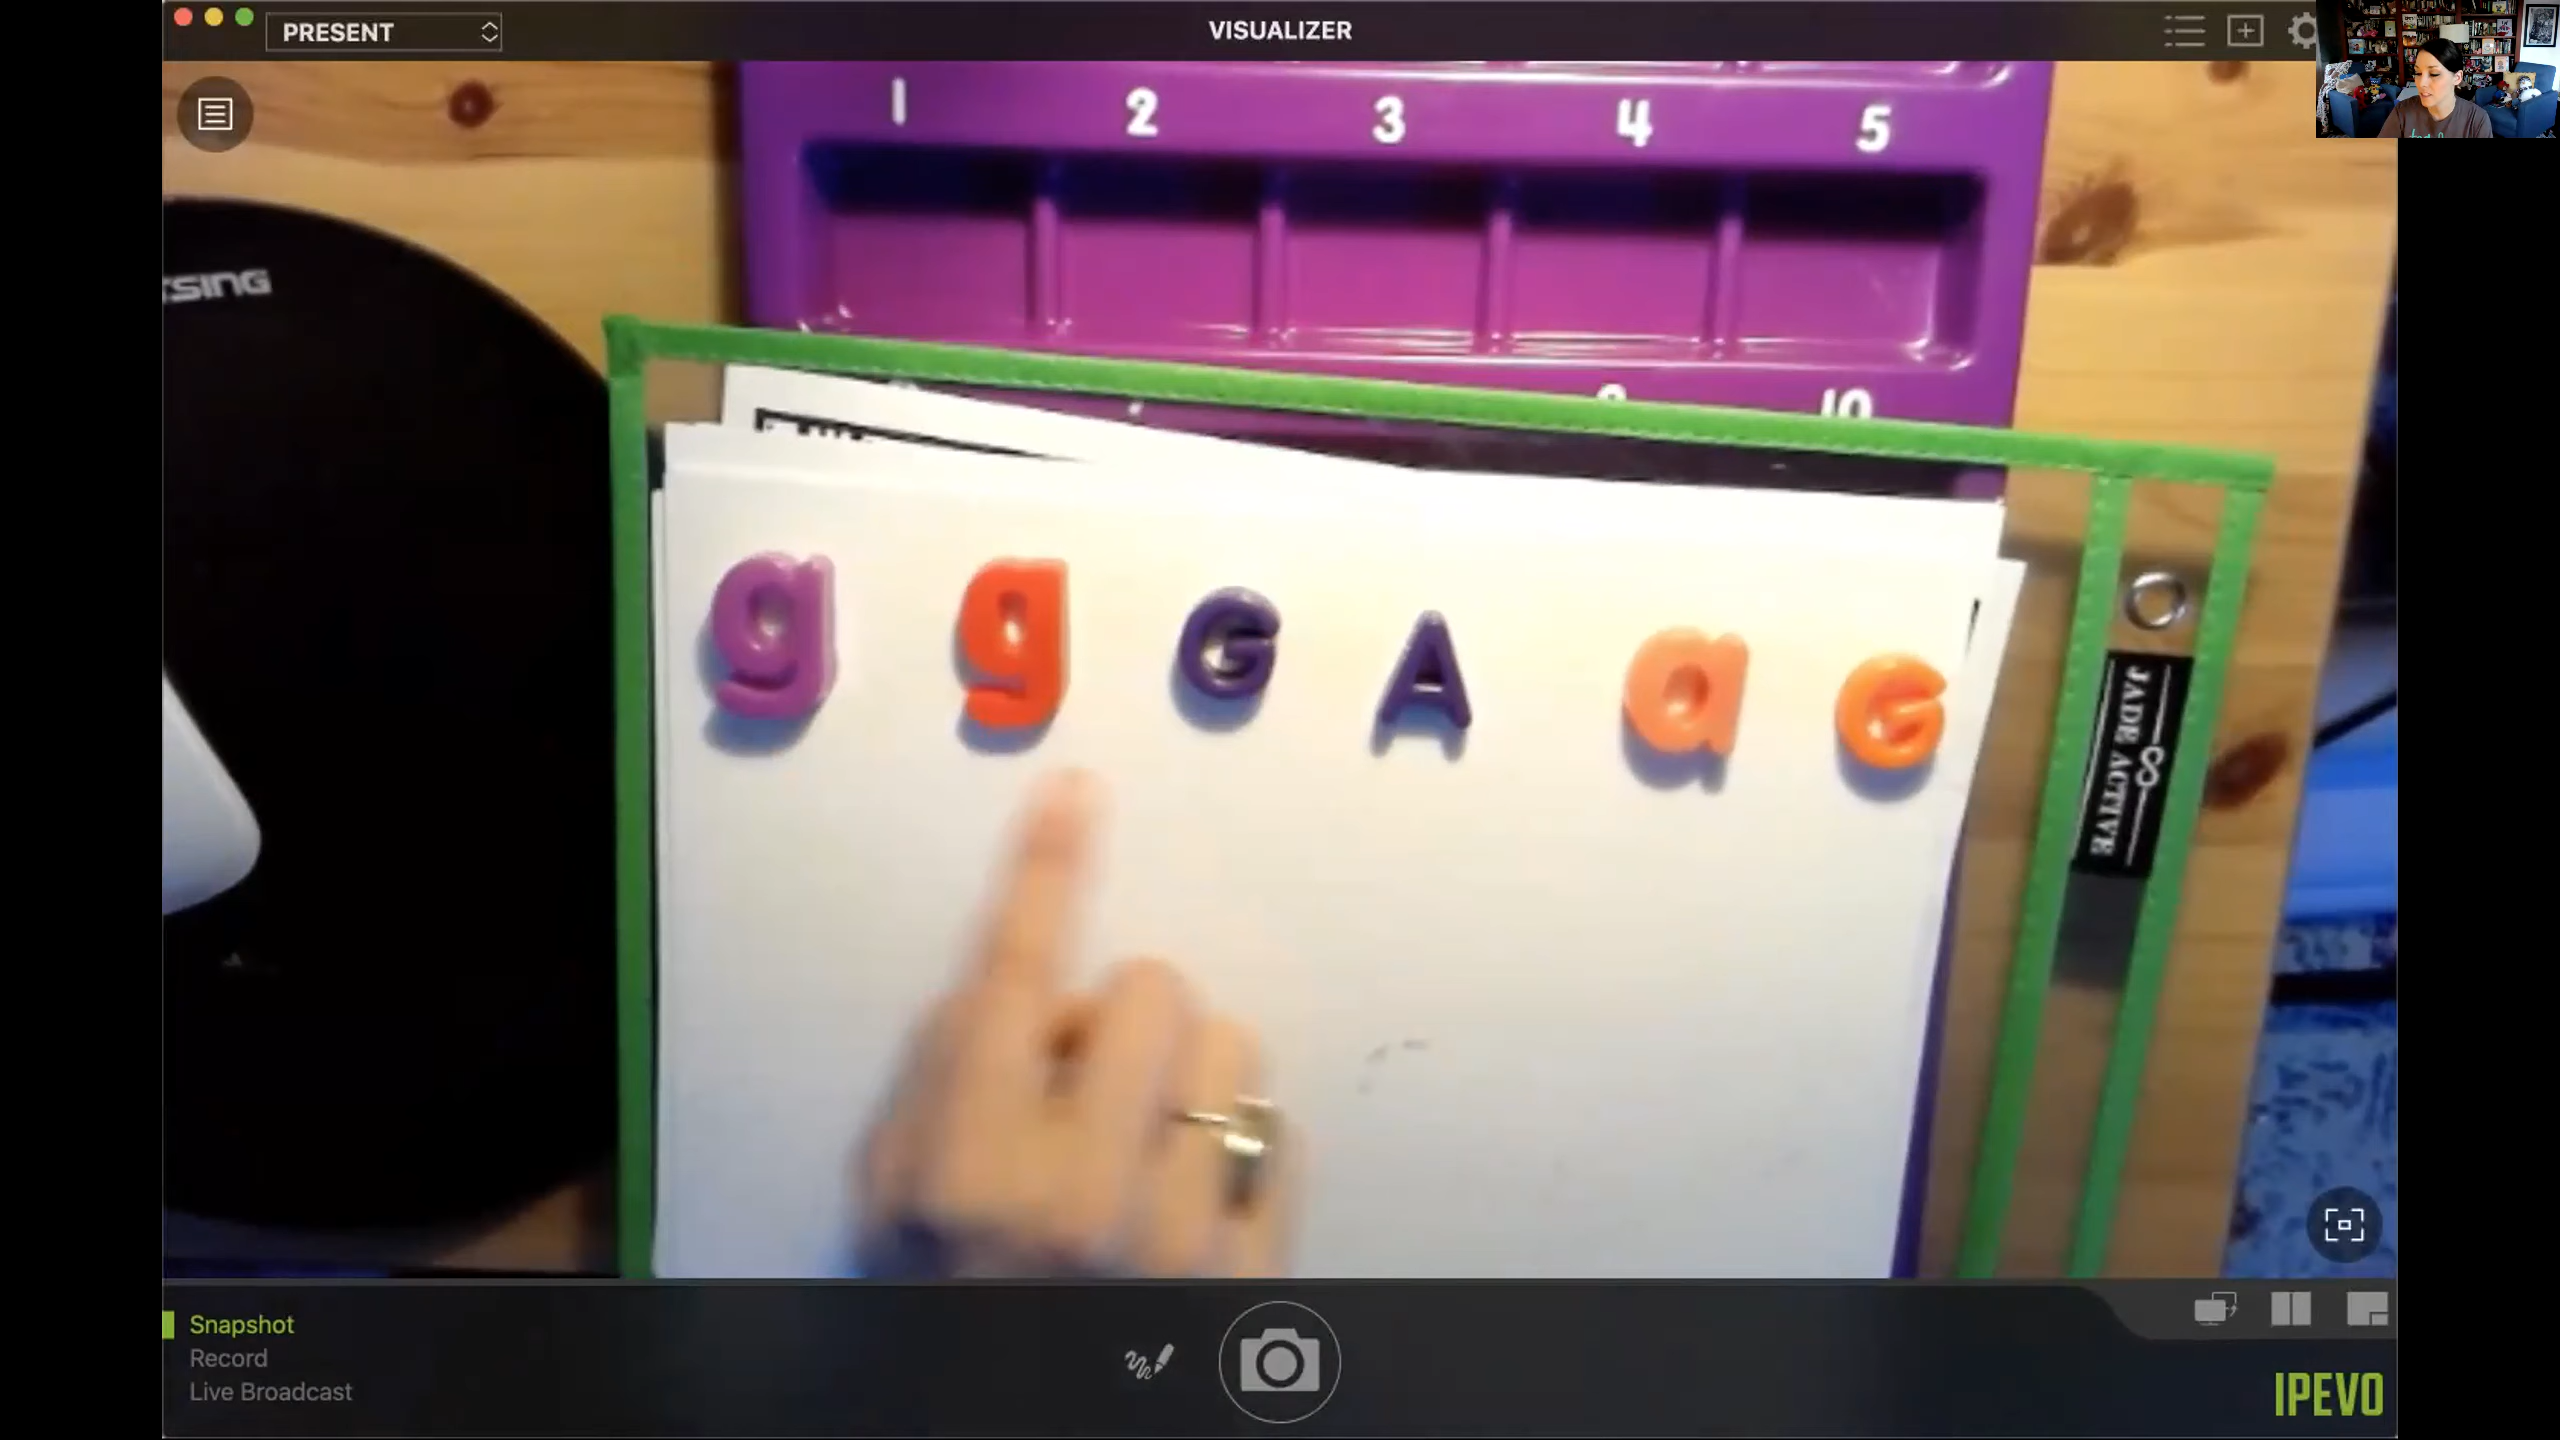 PRESENT
VISUALIZER
1 2 3 4 5
10
g g G A a G
JADE ACTIVE
Snapshot
Record
Live Broadcast
IPEVO